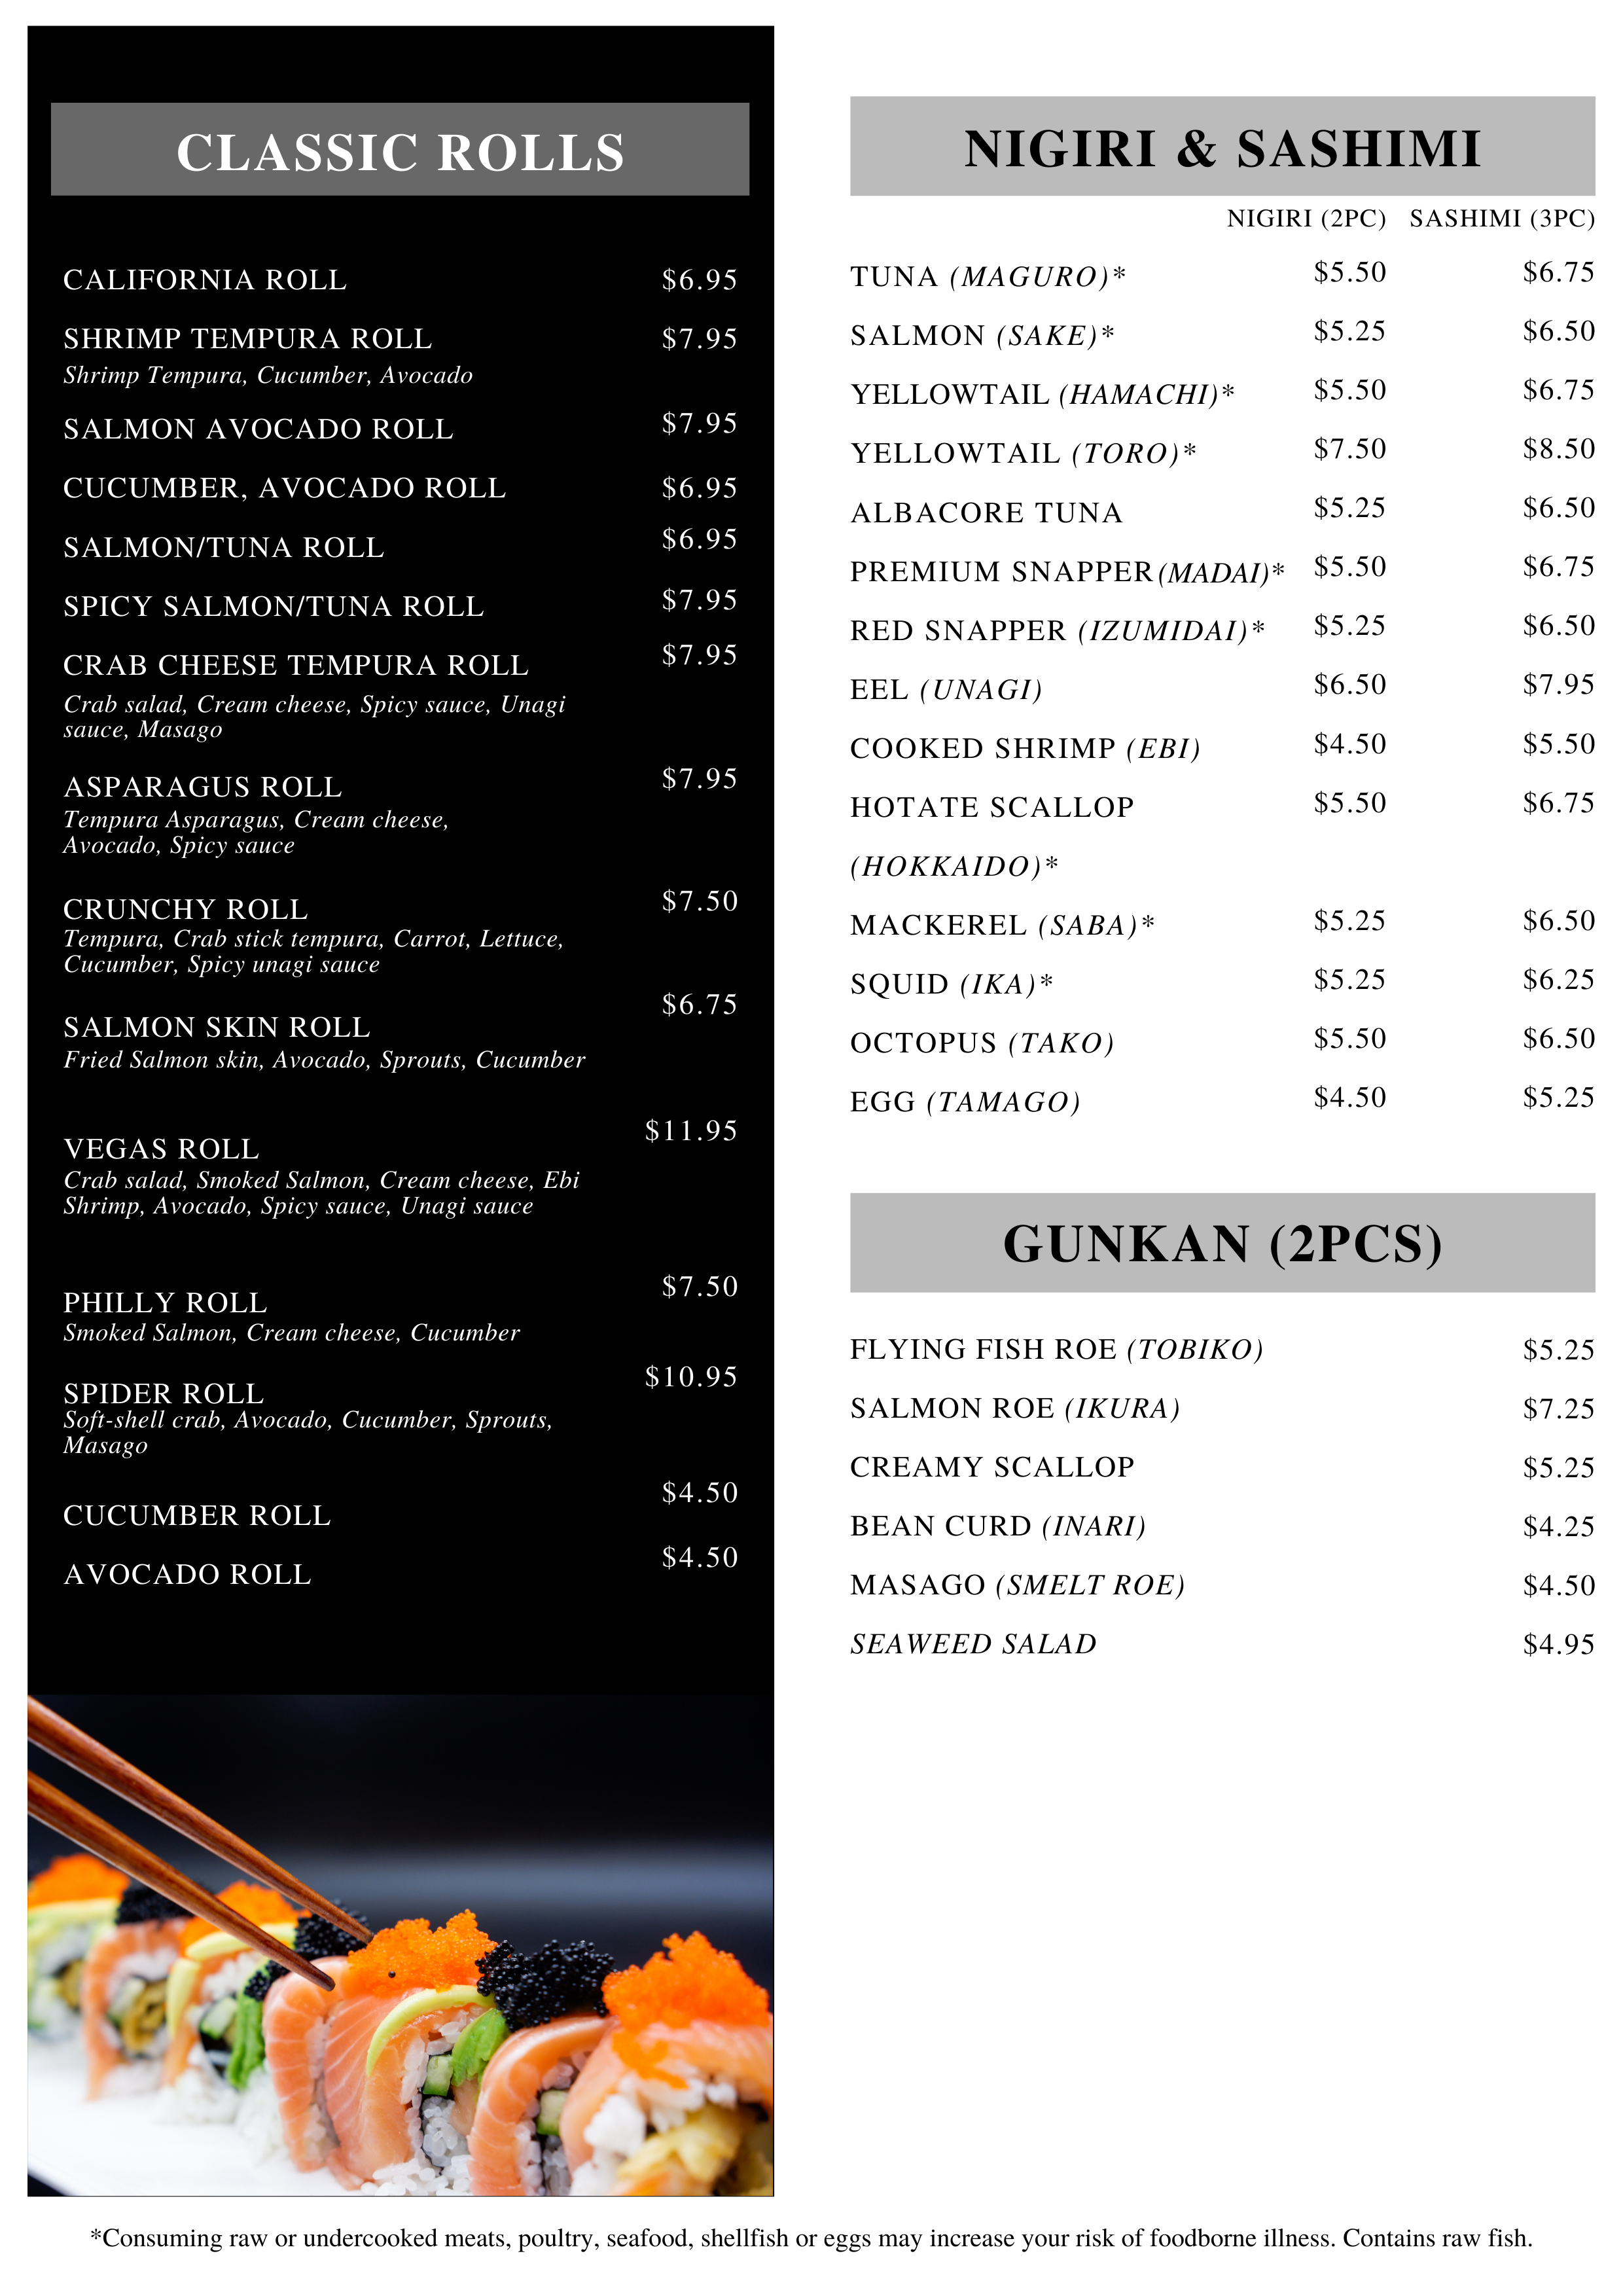 CLASSIC ROLLS
CALIFORNIA ROLL $6.95
SHRIMP TEMPURA ROLL $7.95
Shrimp Tempura, Cucumber, Avocado
SALMON AVOCADO ROLL $7.95
CUCUMBER, AVOCADO ROLL $6.95
SALMON/TUNA ROLL $6.95
SPICY SALMON/TUNA ROLL $7.95
CRAB CHEESE TEMPURA ROLL $7.95
Crab salad, Cream cheese, Spicy sauce, Unagi
sauce, Masago
ASPARAGUS ROLL $7.95
Tempura Asparagus, Cream cheese,
Avocado, Spicy sauce
CRUNCHY ROLL $7.50
Tempura, Crab stick tempura, Carrot, Lettuce,
Cucumber, Spicy unagi sauce
SALMON SKIN ROLL $6.75
Fried Salmon skin, Avocado, Sprouts, Cucumber
VEGAS ROLL $11.95
Crab salad, Smoked Salmon, Cream cheese, Ebi
Shrimp, Avocado, Spicy sauce, Unagi sauce
PHILLY ROLL $7.50
Smoked Salmon, Cream cheese, Cucumber
SPIDER ROLL $10.95
Soft-shell crab, Avocado, Cucumber, Sprouts,
Masago
CUCUMBER ROLL $4.50
AVOCADO ROLL $4.50
NIGIRI & SASHIMI
NIGIRI (2PC) SASHIMI (3PC)
TUNA (MAGURO)* $5.50 $6.75
SALMON (SAKE)* $5.25 $6.50
YELLOWTAIL (HAMACHI)* $5.50 $6.75
YELLOWTAIL (TORO)* $7.50 $8.50
ALBACORE TUNA $5.25 $6.50
PREMIUM SNAPPER(MADAI)* $5.50 $6.75
RED SNAPPER (IZUMIDAI)* $5.25 $6.50
EEL (UNAGI) $6.50 $7.95
COOKED SHRIMP (EBI) $4.50 $5.50
HOTATE SCALLOP $5.50 $6.75
(HOKKAIDO)*
MACKEREL (SABA)* $5.25 $6.50
SQUID (IKA)* $5.25 $6.25
OCTOPUS (TAKO) $5.50 $6.50
EGG (TAMAGO) $4.50 $5.25
GUNKAN (2PCS)
FLYING FISH ROE (TOBIKO) $5.25
SALMON ROE (IKURA) $7.25
CREAMY SCALLOP $5.25
BEAN CURD (INARI) $4.25
MASAGO (SMELT ROE) $4.50
SEAWEED SALAD $4.95
*Consuming raw or undercooked meats, poultry, seafood, shellfish or eggs may increase your risk of foodborne illness. Contains raw fish.